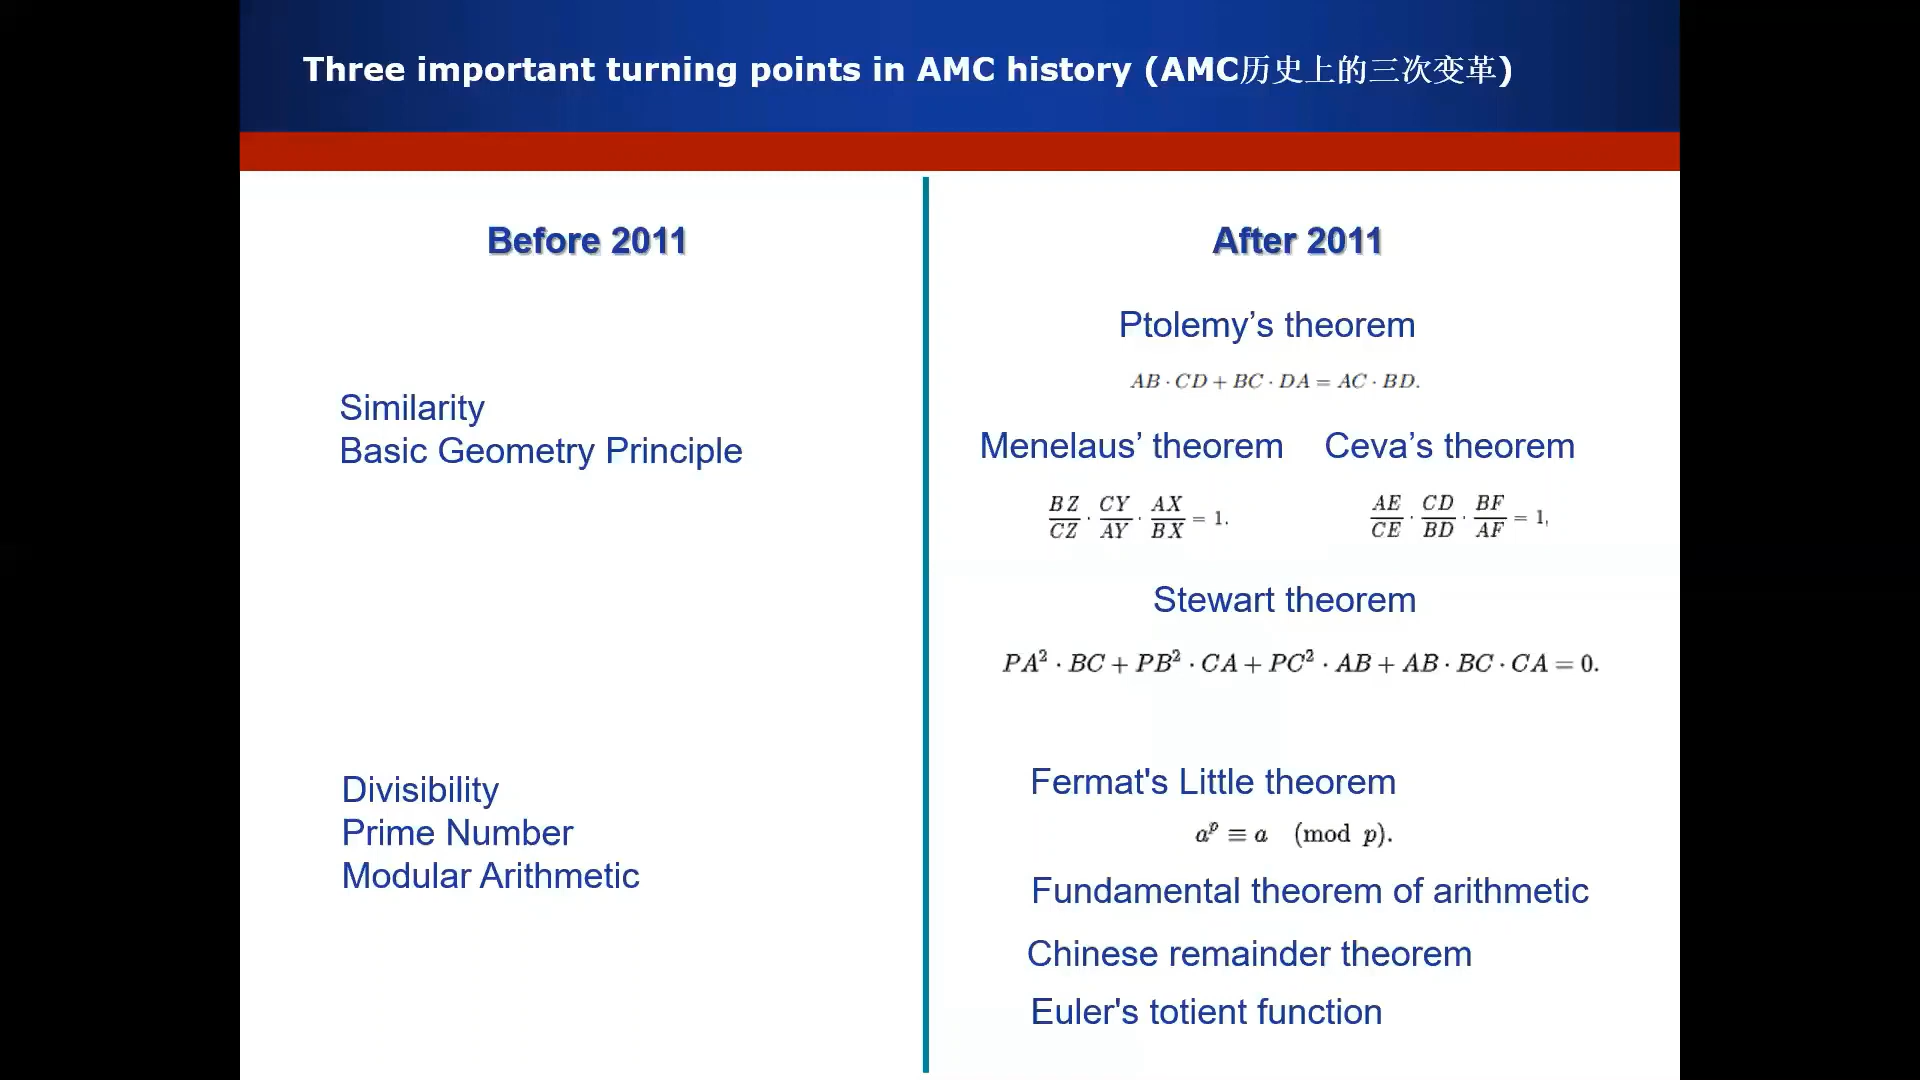 Three important turning points in AMC history (AMC历史上的三次变革)
Before 2011
Similarity
Basic Geometry Principle
Divisibility
Prime Number
Modular Arithmetic
After 2011
Ptolemy’s theorem
AB · CD + BC · DA = AC · BD.
Menelaus’ theorem Ceva’s theorem
BZ/CZ · CY/AY · AX/BX = 1. AE/CE · CD/BD · BF/AF = 1,
Stewart theorem
PA² · BC + PB² · CA + PC² · AB + AB · BC · CA = 0.
Fermat's Little theorem
aᵖ ≡ a (mod p).
Fundamental theorem of arithmetic
Chinese remainder theorem
Euler's totient function